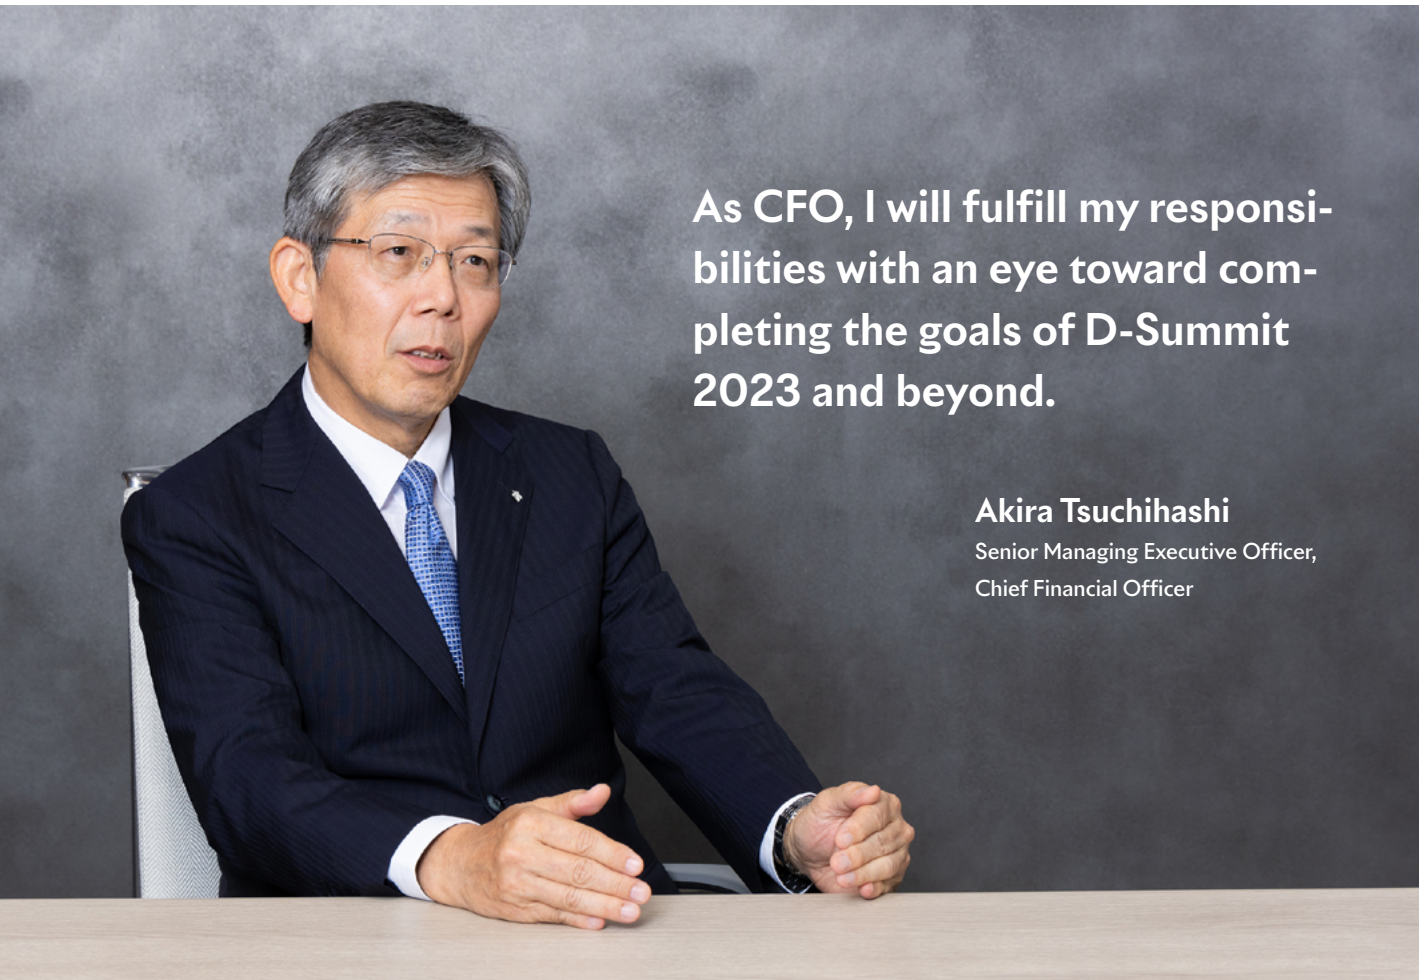 As CFO, I will fulfill my responsi-
bilities with an eye toward com-
pleting the goals of D-Summit
2023 and beyond.
Akira Tsuchihashi
Senior Managing Executive Officer,
Chief Financial Officer